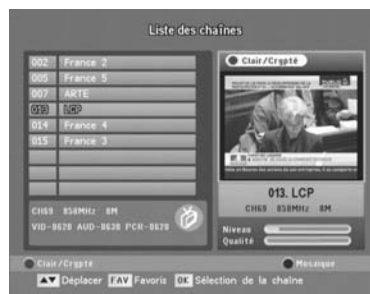 Liste des chaînes
002 France 2
005 France 5
007 ARTE
013 LCP
014 France 4
015 France 3
CH69 858MHz 8M
VID-0620 AUD-0630 PCR-0620
Clair/Crypté
013. LCP
CH69 858MHz 8M
Niveau
Qualité
Clair/Crypté
Mosaïque
Déplacer FAV Favoris OK Sélection de la chaîne